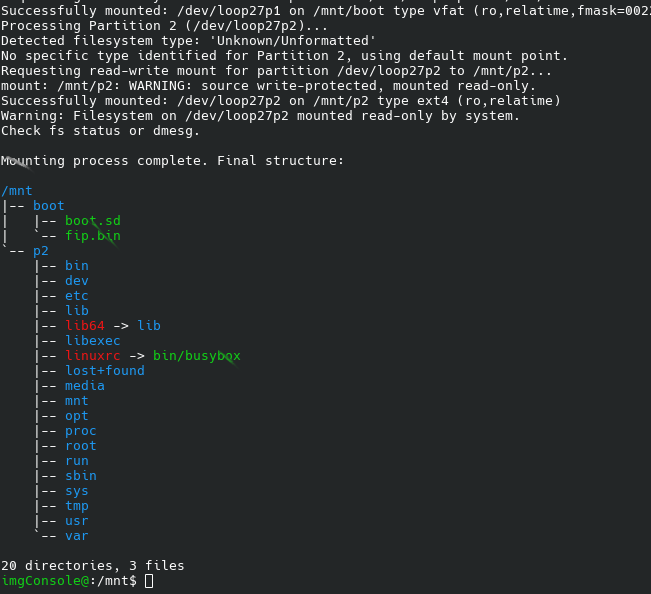 Successfully mounted: /dev/loop27p1 on /mnt/boot type vfat (ro,relatime,fmask=002
Processing Partition 2 (/dev/loop27p2)...
Detected filesystem type: 'Unknown/Unformatted'
No specific type identified for Partition 2, using default mount point.
Requesting read-write mount for partition /dev/loop27p2 to /mnt/p2...
mount: /mnt/p2: WARNING: source write-protected, mounted read-only.
Successfully mounted: /dev/loop27p2 on /mnt/p2 type ext4 (ro,relatime)
Warning: Filesystem on /dev/loop27p2 mounted read-only by system.
Check fs status or dmesg.
Mounting process complete. Final structure:
/mnt
|-- boot
|   |-- boot.sd
|   `-- fip.bin
`-- p2
    |-- bin
    |-- dev
    |-- etc
    |-- lib
    |-- lib64 -> lib
    |-- libexec
    |-- linuxrc -> bin/busybox
    |-- lost+found
    |-- media
    |-- mnt
    |-- opt
    |-- proc
    |-- root
    |-- run
    |-- sbin
    |-- sys
    |-- tmp
    |-- usr
    `-- var
20 directories, 3 files
imgConsole@:/mnt$